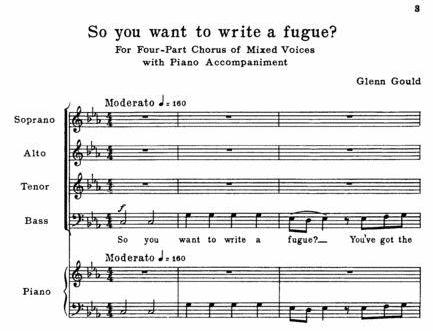 3
So you want to write a fugue?
For Four-Part Chorus of Mixed Voices
with Piano Accompaniment
Glenn Gould
Moderato ♩= 160
Soprano
Alto
Tenor
Bass
f
So you want to write a fugue?— You've got the
Moderato ♩= 160
Piano